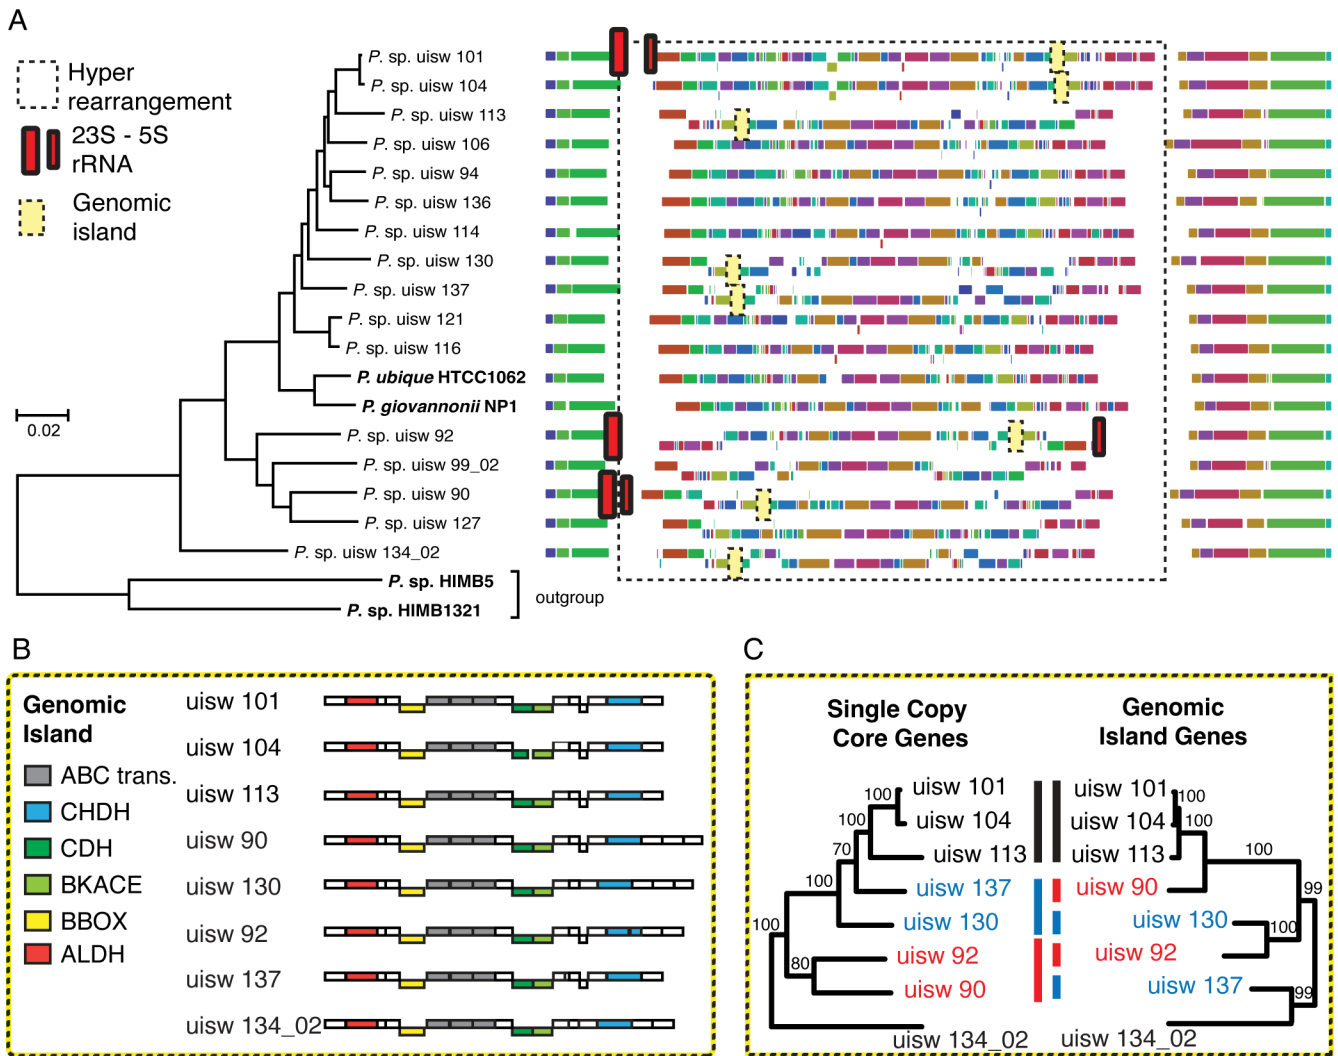 A
Hyper
rearrangement
23S - 5S
rRNA
Genomic
island
0.02
P. sp. uisw 101
P. sp. uisw 104
P. sp. uisw 113
P. sp. uisw 106
P. sp. uisw 94
P. sp. uisw 136
P. sp. uisw 114
P. sp. uisw 130
P. sp. uisw 137
P. sp. uisw 121
P. sp. uisw 116
P. ubique HTCC1062
P. giovannonii NP1
P. sp. uisw 92
P. sp. uisw 99_02
P. sp. uisw 90
P. sp. uisw 127
P. sp. uisw 134_02
P. sp. HIMB5
P. sp. HIMB1321
outgroup
B
Genomic
Island
ABC trans.
CHDH
CDH
BKACE
BBOX
ALDH
uisw 101
uisw 104
uisw 113
uisw 90
uisw 130
uisw 92
uisw 137
uisw 134_02
C
Single Copy
Core Genes
uisw 101
uisw 104
uisw 113
uisw 137
uisw 130
uisw 92
uisw 90
uisw 134_02
100
100
70
100
100
80
Genomic
Island Genes
uisw 101
uisw 104
uisw 113
uisw 90
uisw 130
uisw 92
uisw 137
uisw 134_02
100
100
100
99
100
99